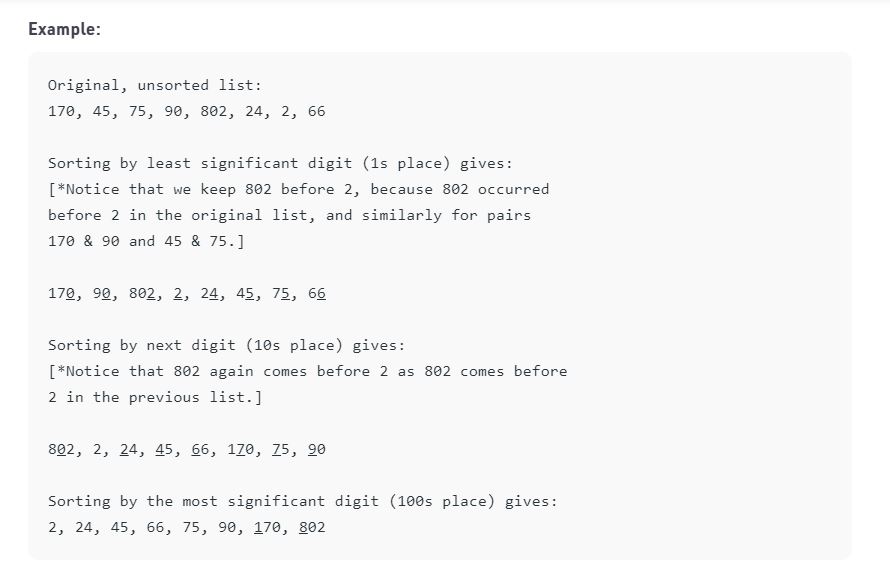 Example:
Original, unsorted list:
170, 45, 75, 90, 802, 24, 2, 66
Sorting by least significant digit (1s place) gives:
[*Notice that we keep 802 before 2, because 802 occurred
before 2 in the original list, and similarly for pairs
170 & 90 and 45 & 75.]
170, 90, 802, 2, 24, 45, 75, 66
Sorting by next digit (10s place) gives:
[*Notice that 802 again comes before 2 as 802 comes before
2 in the previous list.]
802, 2, 24, 45, 66, 170, 75, 90
Sorting by the most significant digit (100s place) gives:
2, 24, 45, 66, 75, 90, 170, 802